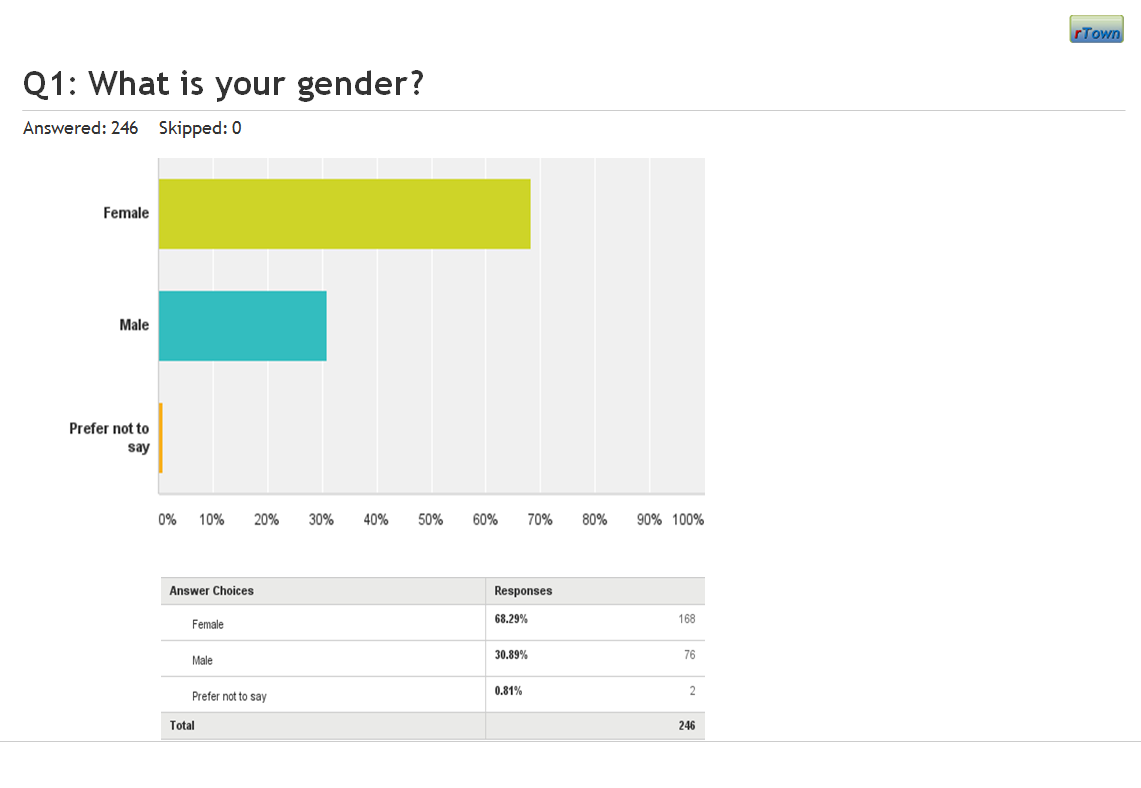 rTown
Q1: What is your gender?
Answered: 246 Skipped: 0
Female
Male
Prefer not to
say
0% 10% 20% 30% 40% 50% 60% 70% 80% 90% 100%
Answer Choices Responses
Female 68.29% 168
Male 30.89% 76
Prefer not to say 0.81% 2
Total 246